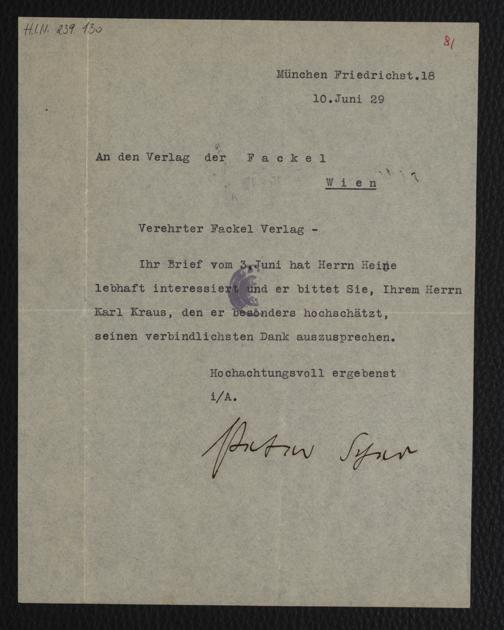 H.I.N. 239 130
81
München Friedrichst.18
10.Juni 29
An den Verlag der F a c k e l
W i e n
Verehrter Fackel Verlag -
Ihr Brief vom 3.Juni hat Herrn Heine
lebhaft interessiert und er bittet Sie, Ihrem Herrn
Karl Kraus, den er besonders hochschätzt,
seinen verbindlichsten Dank auszusprechen.
Hochachtungsvoll ergebenst
i/A.
Peter Scher